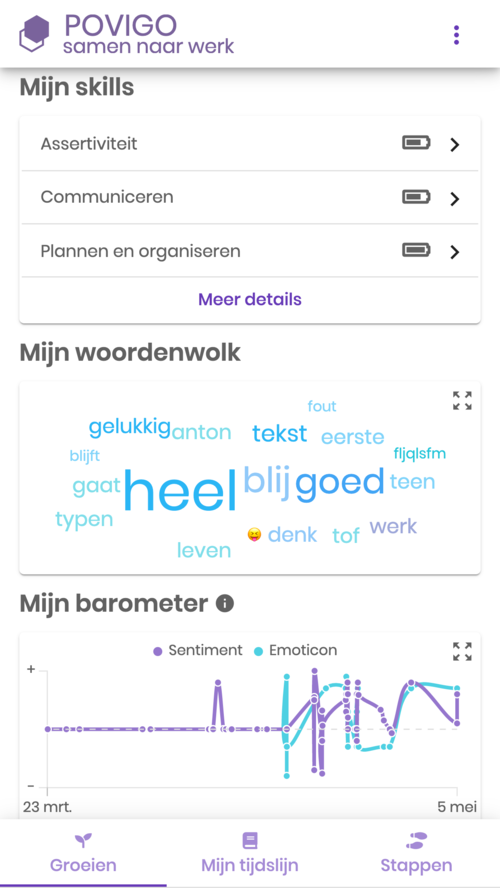 POVIGO
samen naar werk
Mijn skills
Assertiviteit
Communiceren
Plannen en organiseren
Meer details
Mijn woordenwolk
fout
gelukkig anton tekst eerste
blijft fljqlsfm
gaat heel blij goed teen
typen 😝 denk tof werk
leven
Mijn barometer
Sentiment Emoticon
+
-
23 mrt. 5 mei
Groeien Mijn tijdslijn Stappen